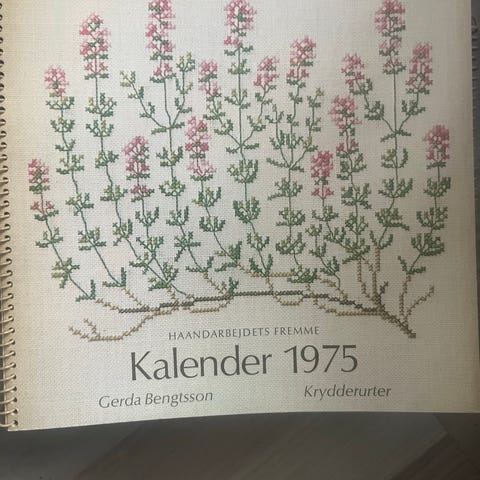 HAANDARBEJDETS FREMME
Kalender 1975
Gerda Bengtsson Krydderurter